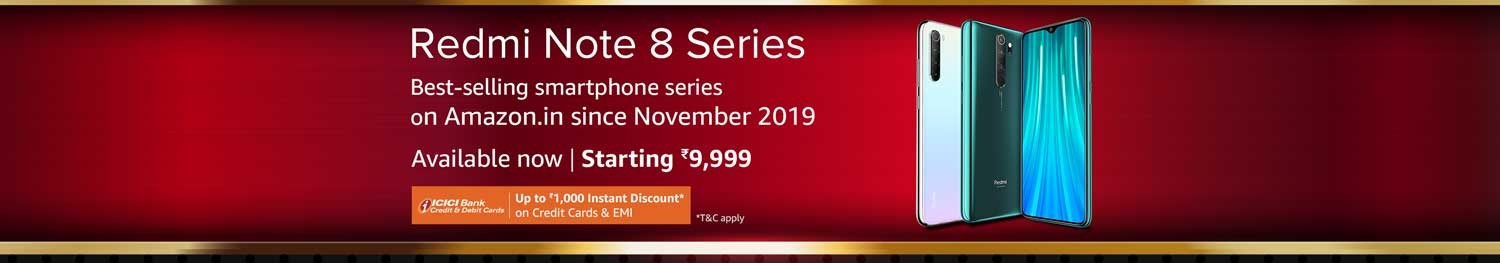 Redmi Note 8 Series
Best-selling smartphone series
on Amazon.in since November 2019
Available now | Starting ₹9,999
ICICI Bank
Credit & Debit Cards
Up to ₹1,000 Instant Discount*
on Credit Cards & EMI
*T&C apply
Redmi